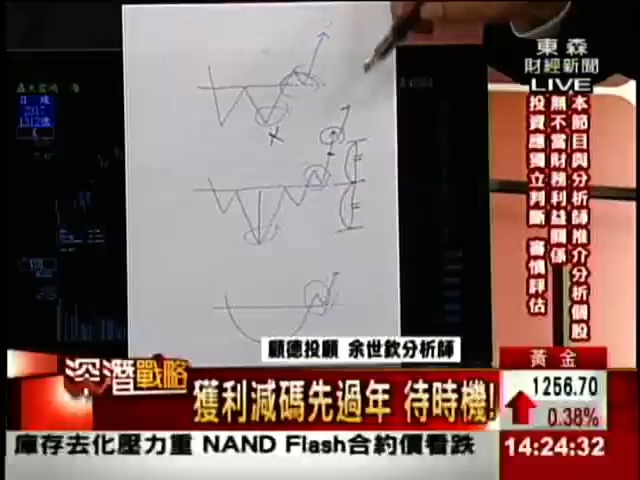 東森
財經新聞
LIVE
本節目與分析師推介分析個股
無不當財務利益關係
投資應獨立判斷 審慎評估
日 線
X
顧德投顧 余世欽分析師
深潛戰略
獲利減碼先過年 待時機!
黃金
1256.70
0.38%
庫存去化壓力重 NAND Flash合約價看跌
14:24:32